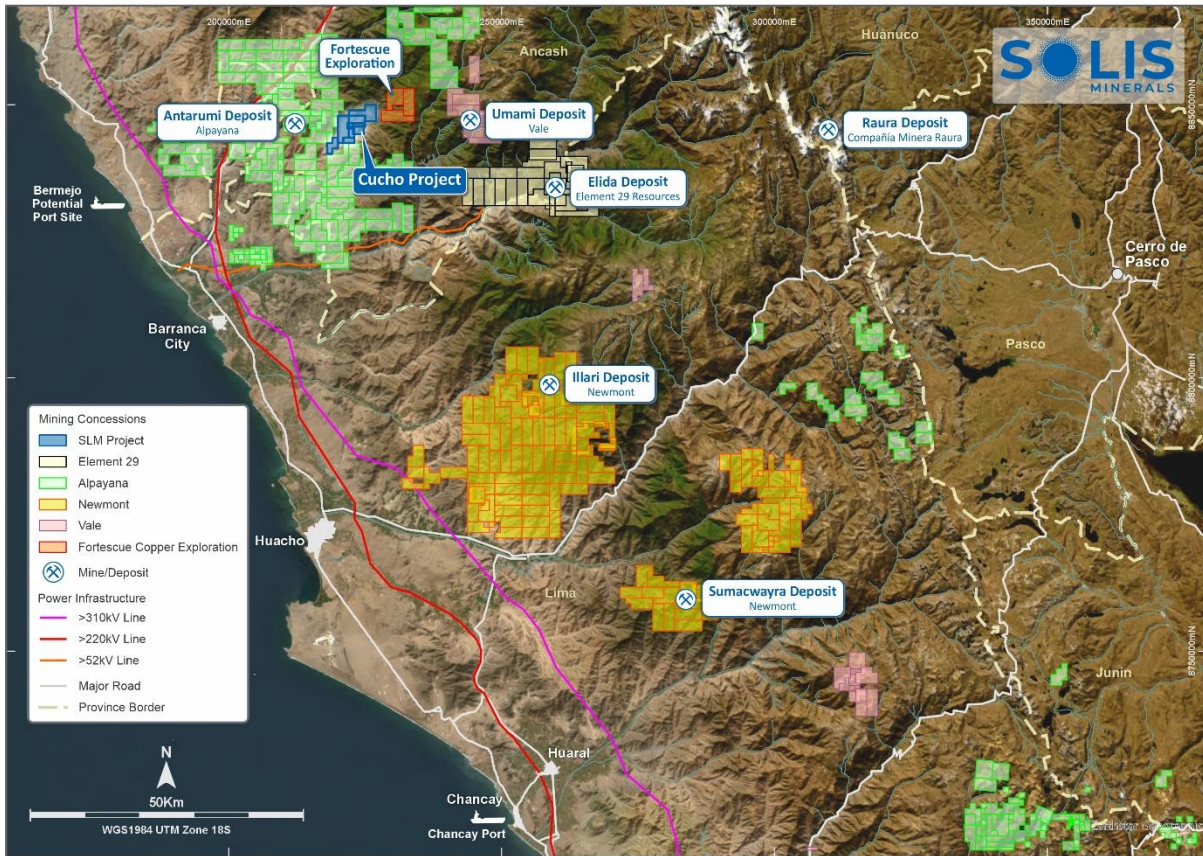 200000mE
250000mE
300000mE
350000mE
SOLIS
MINERALS
Huánuco
Ancash
Fortescue
Exploration
Antarumi Deposit
Alpayana
Umami Deposit
Vale
Raura Deposit
Compañía Minera Raura
8850000mN
Cucho Project
Elida Deposit
Element 29 Resources
Bermejo
Potential
Port Site
Cerro de
Pasco
Barranca
City
Pasco
Illari Deposit
Newmont
8800000mN
Mining Concessions
SLM Project
Element 29
Alpayana
Newmont
Vale
Fortescue Copper Exploration
Mine/Deposit
Power Infrastructure
>310kV Line
>220kV Line
>52kV Line
Major Road
Province Border
Huacho
Lima
Sumacwayra Deposit
Newmont
8750000mN
Junín
N
50Km
WGS1984 UTM Zone 18S
Huaral
Chancay
Chancay Port